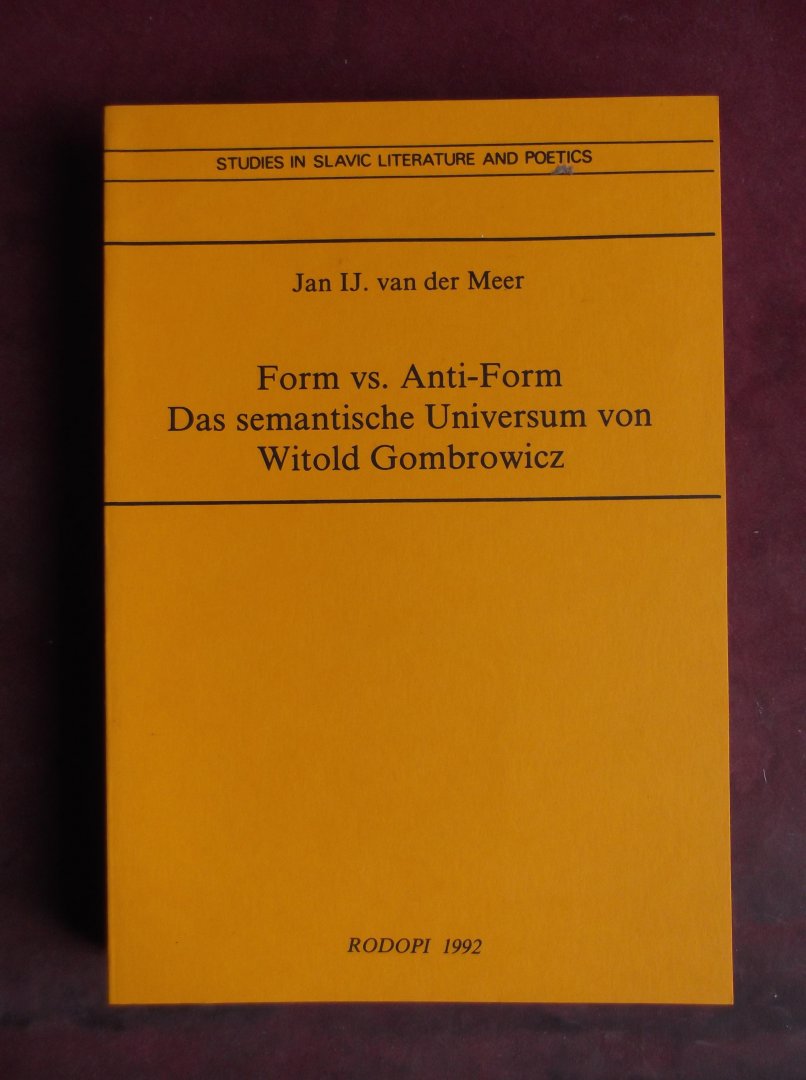 STUDIES IN SLAVIC LITERATURE AND POETICS
Jan IJ. van der Meer
Form vs. Anti-Form
Das semantische Universum von
Witold Gombrowicz
RODOPI 1992